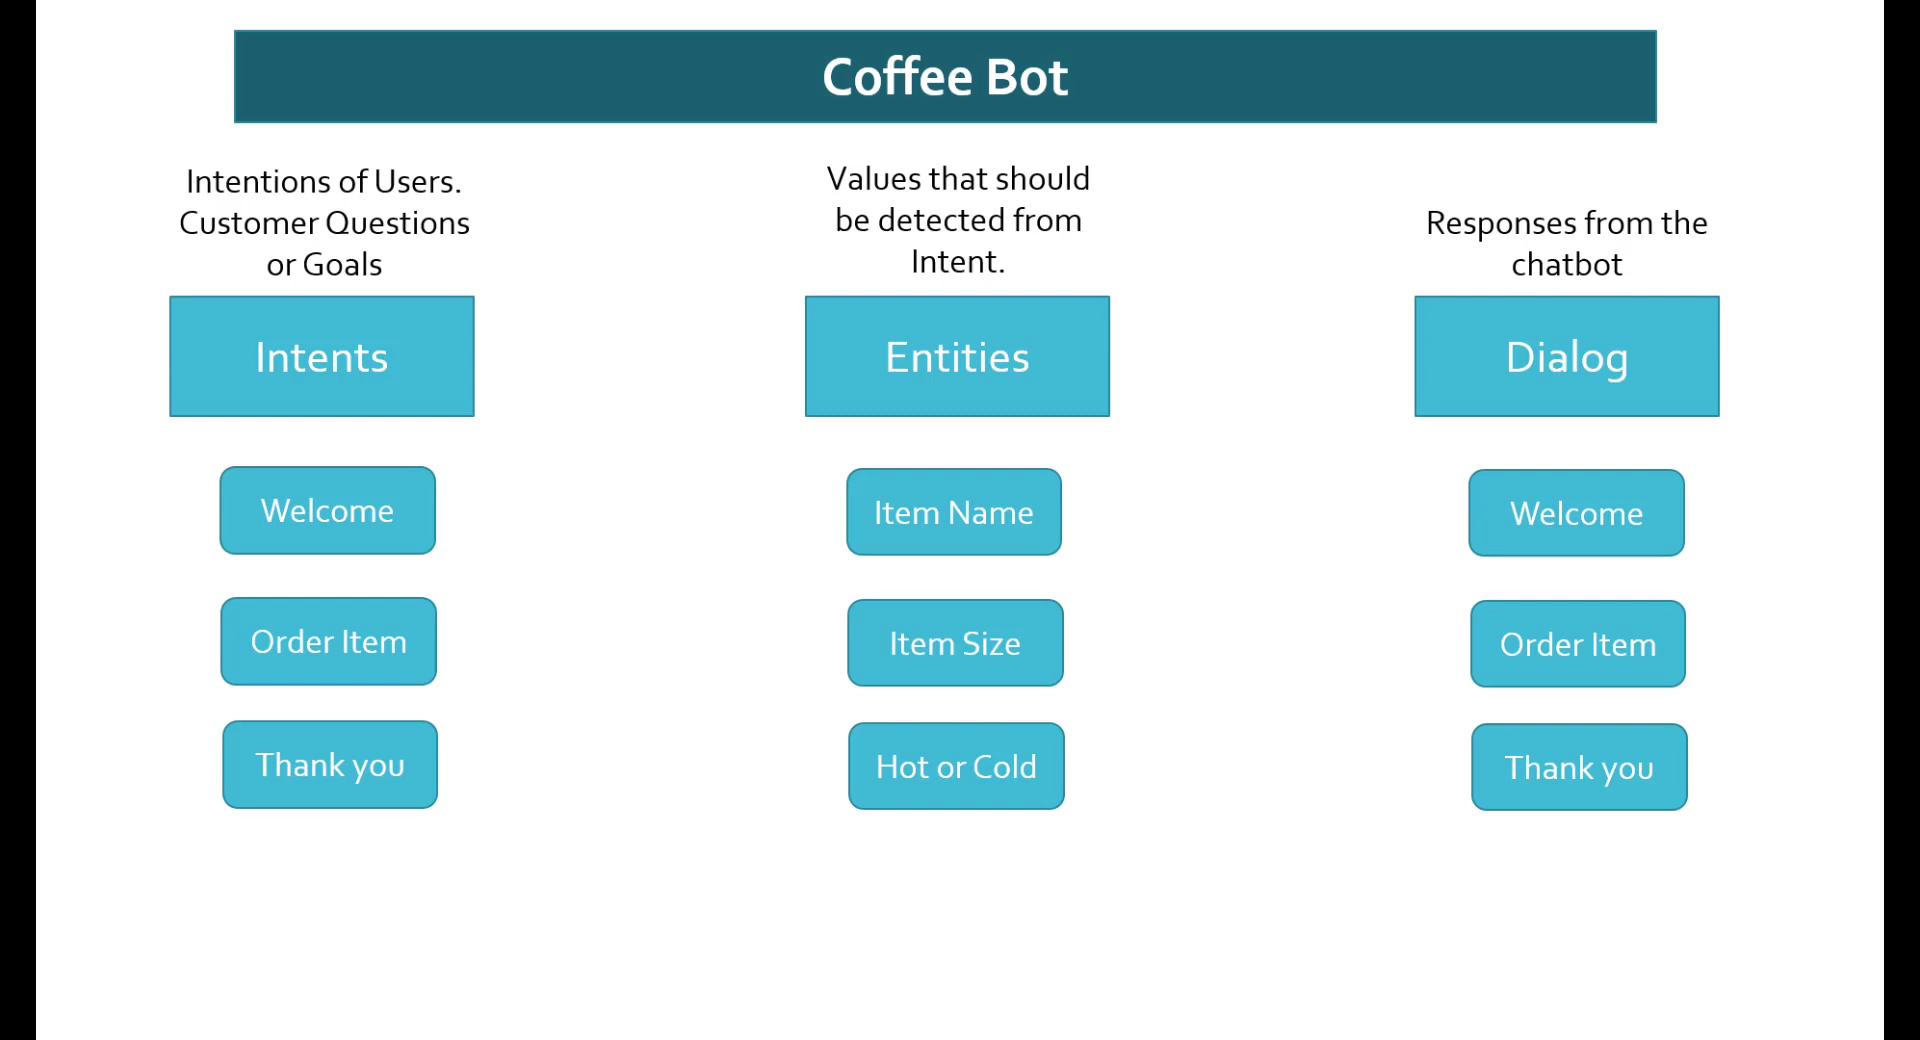 Coffee Bot
Intentions of Users.
Customer Questions
or Goals
Intents
Welcome
Order Item
Thank you
Values that should
be detected from
Intent.
Entities
Item Name
Item Size
Hot or Cold
Responses from the
chatbot
Dialog
Welcome
Order Item
Thank you